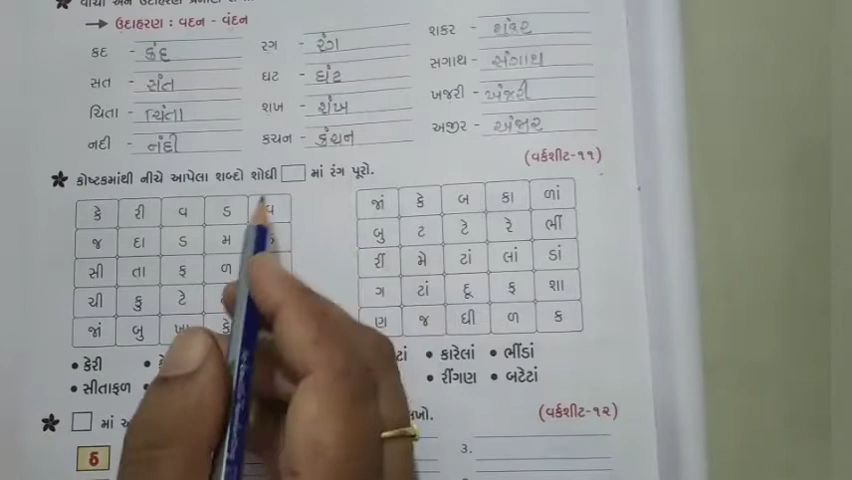 → ઉદાહરણ : વદન - વંદન
કદ - કંદ રગ - રંગ શકર - શંકર
સત - સંત ઘટ - ઘંટ સગાથ - સંગાથ
ચિતા - ચિંતા શખ - શંખ ખજરી - ખંજરી
નદી - નંદી કચન - કંચન અજીર - અંજીર
(વર્કશીટ-૧૧)
કોષ્ટકમાંથી નીચે આપેલા શબ્દો શોધી માં રંગ પૂરો.
કે રી વ ડ જાં કે બ કા ળાં
જ દા ડ મ બુ ટ ટે રે ભીં
સી તા ફ ળ રીં મે ટાં લાં ડાં
ચી કુ ટે ગ ટાં દૂ ફ શા
જાં બુ કે ણ જ ધી ળ ક
• કેરી ટાં • કારેલાં • ભીંડાં
• સીતાફળ • રીંગણ • બટેટાં
માં (વર્કશીટ-૧૨)
ઠ 3.